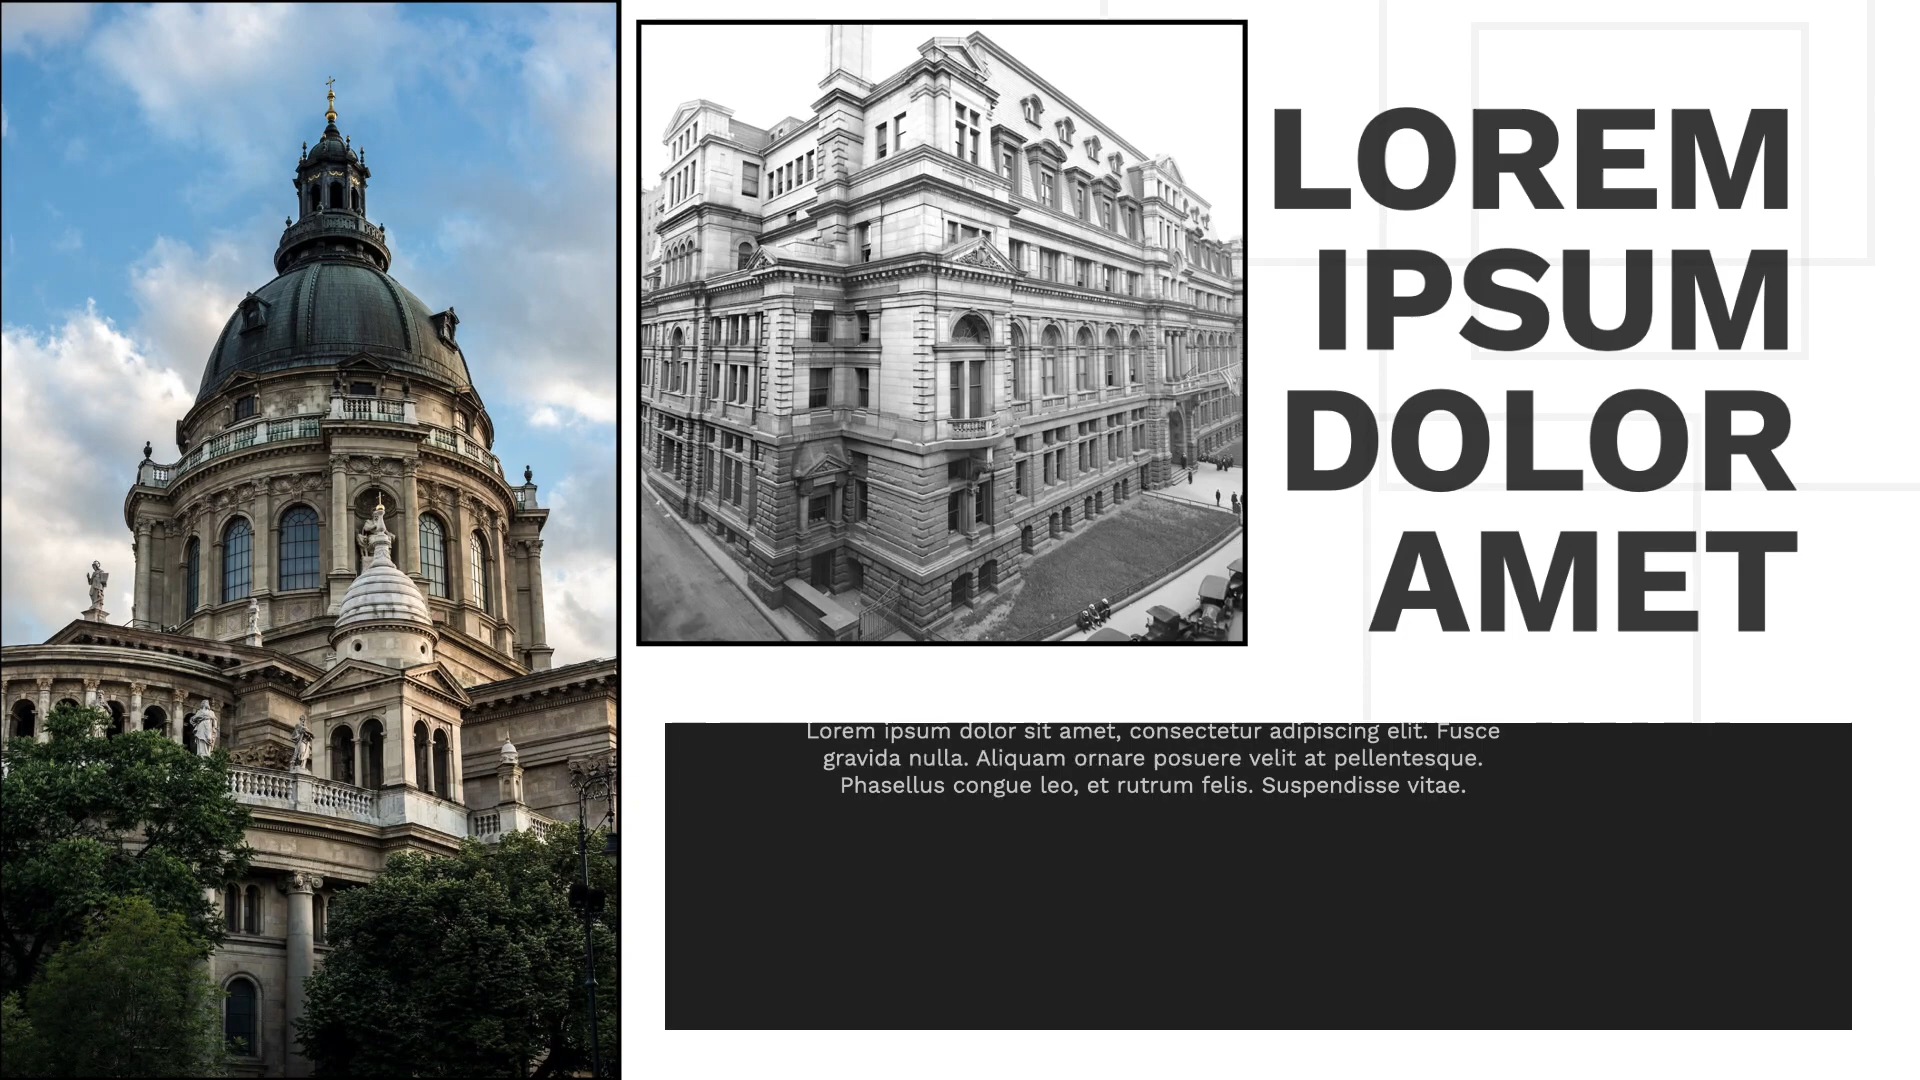 LOREM
IPSUM
DOLOR
AMET
Lorem ipsum dolor sit amet, consectetur adipiscing elit. Fusce
gravida nulla. Aliquam ornare posuere velit at pellentesque.
Phasellus congue leo, et rutrum felis. Suspendisse vitae.